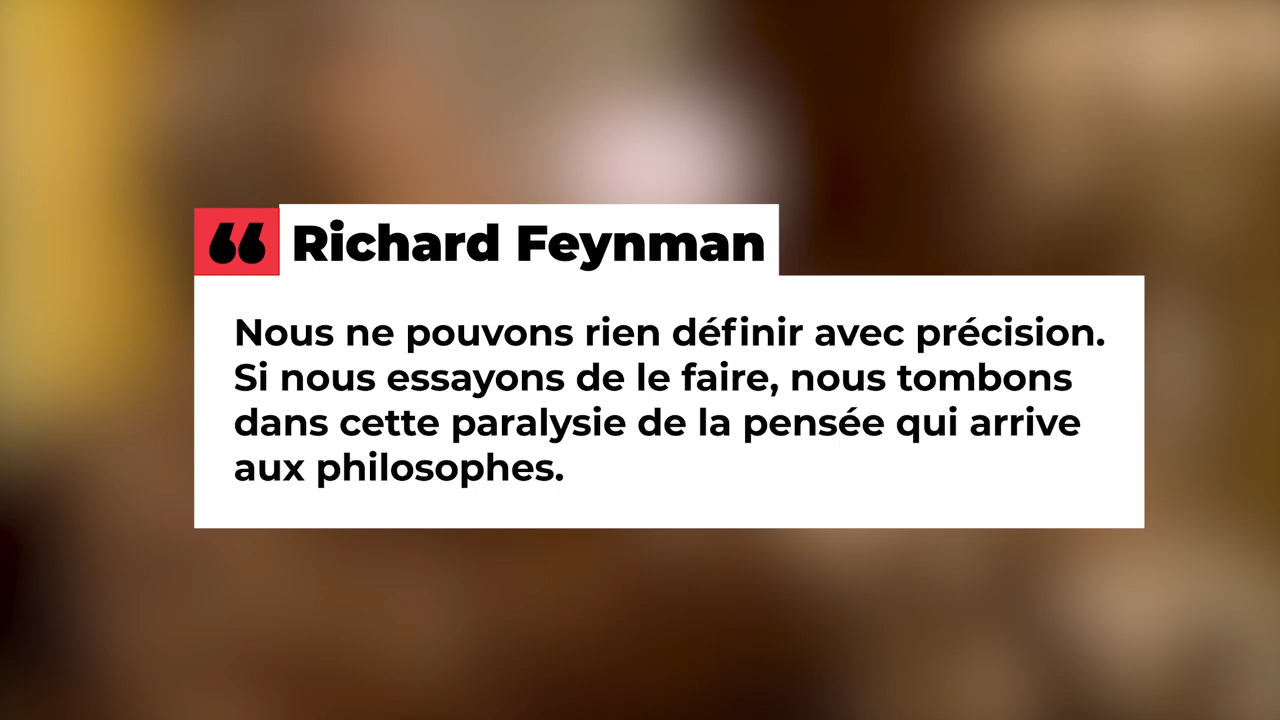 “ Richard Feynman
Nous ne pouvons rien définir avec précision.
Si nous essayons de le faire, nous tombons
dans cette paralysie de la pensée qui arrive
aux philosophes.